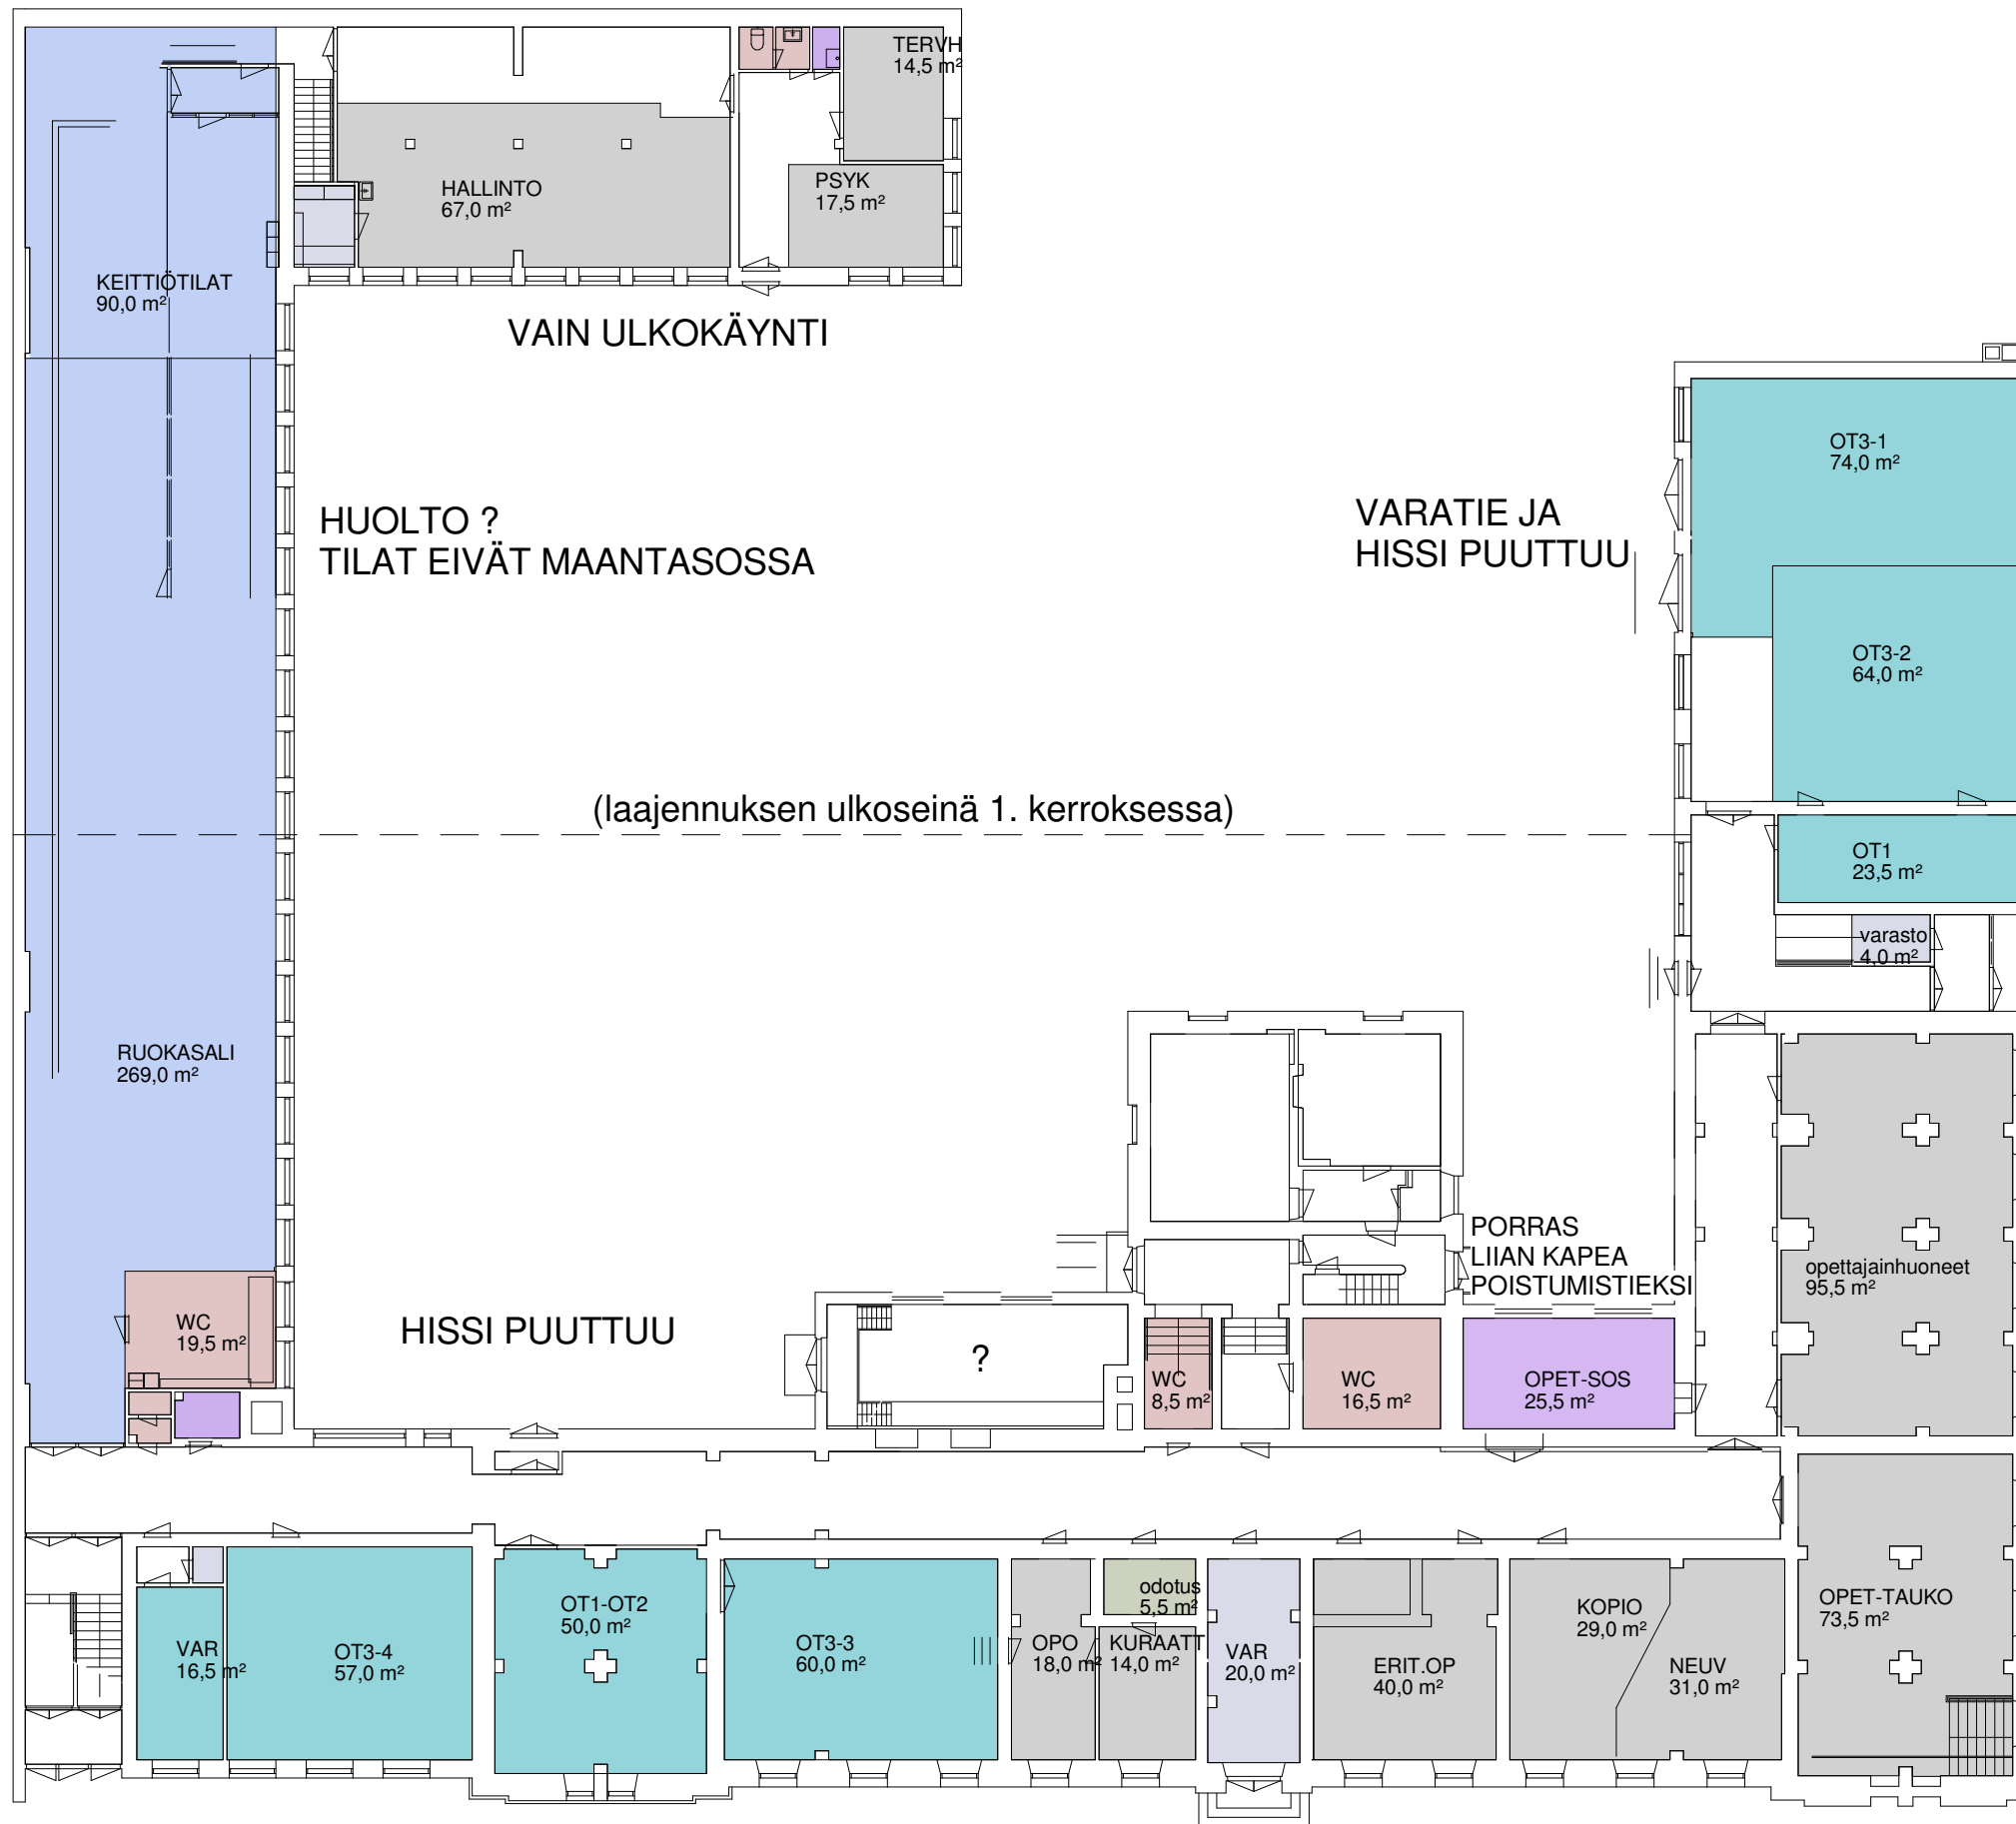 TERVH
14,5 m²
HALLINTO
67,0 m²
PSYK
17,5 m²
KEITTIÖTILAT
90,0 m²
VAIN ULKOKÄYNTI
OT3-1
74,0 m²
HUOLTO ?
TILAT EIVÄT MAANTASOSSA
VARATIE JA
HISSI PUUTTUU
OT3-2
64,0 m²
(laajennuksen ulkoseinä 1. kerroksessa)
OT1
23,5 m²
varasto
4,0 m²
RUOKASALI
269,0 m²
PORRAS
LIIAN KAPEA
POISTUMISTIEKSI
opettajainhuoneet
95,5 m²
WC
19,5 m²
HISSI PUUTTUU
?
WC
8,5 m²
WC
16,5 m²
OPET-SOS
25,5 m²
VAR
16,5 m²
OT3-4
57,0 m²
OT1-OT2
50,0 m²
OT3-3
60,0 m²
OPO
18,0 m²
odotus
5,5 m²
KURAATT
14,0 m²
VAR
20,0 m²
ERIT.OP
40,0 m²
KOPIO
29,0 m²
NEUV
31,0 m²
OPET-TAUKO
73,5 m²